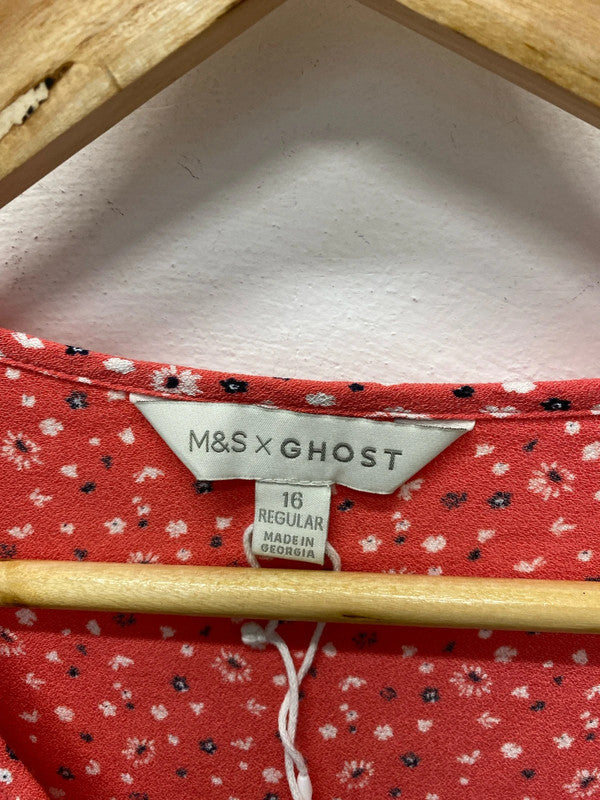 M&S X GHOST
16
REGULAR
MADE IN
GEORGIA